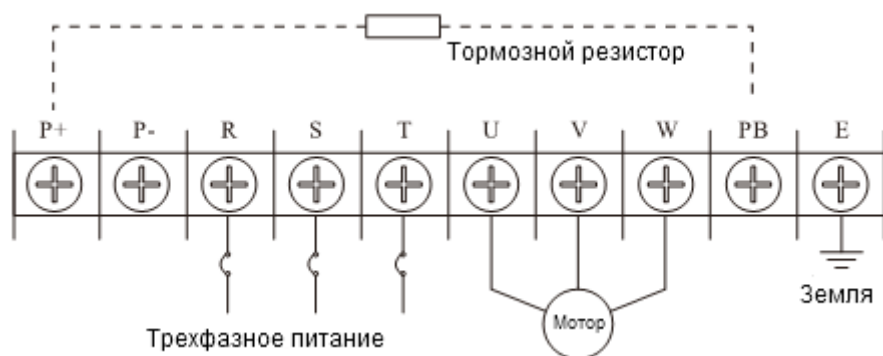 Тормозной резистор
P+ P- R S T U V W PB E
Мотор
Земля
Трехфазное питание